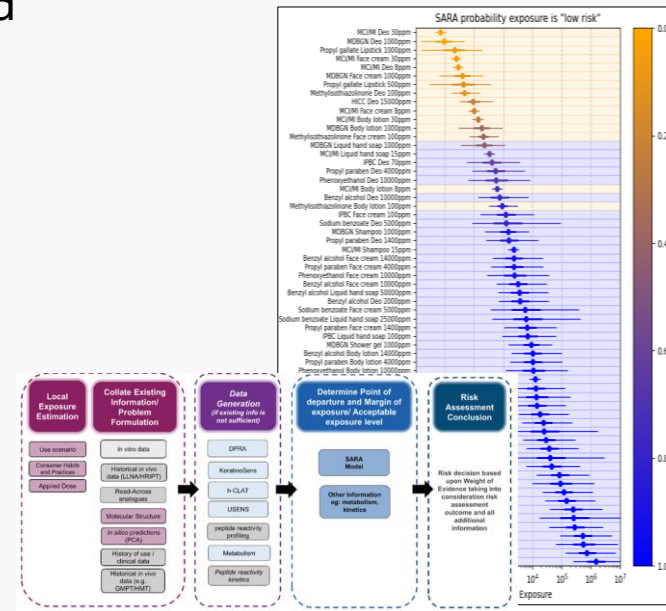 SARA probability exposure is "low risk"
MCI/MI Deo 30ppm
MDBGN Deo 1000ppm
Propyl gallate Lipstick 1000ppm
MCI/MI Face cream 30ppm
MCI/MI Deo 8ppm
MDBGN Face cream 1000ppm
Propyl gallate Lipstick 500ppm
Methylisothiazolinone Deo 100ppm
HICC Deo 15000ppm
MCI/MI Face cream 8ppm
MCI/MI Body lotion 30ppm
MDBGN Body lotion 1000ppm
Methylisothiazolinone Face cream 100ppm
MDBGN Liquid hand soap 1000ppm
MCI/MI Liquid hand soap 15ppm
IPBC Deo 70ppm
Propyl paraben Deo 4000ppm
Phenoxyethanol Deo 10000ppm
MCI/MI Body lotion 8ppm
Benzyl alcohol Deo 10000ppm
Methylisothiazolinone Body lotion 100ppm
IPBC Face cream 100ppm
Sodium benzoate Deo 5000ppm
MDBGN Shampoo 1000ppm
Propyl paraben Deo 1400ppm
MCI/MI Shampoo 15ppm
Benzyl alcohol Face cream 14000ppm
Propyl paraben Face cream 4000ppm
Phenoxyethanol Face cream 10000ppm
Benzyl alcohol Face cream 10000ppm
Benzyl alcohol Liquid hand soap 50000ppm
Benzyl alcohol Deo 2000ppm
Sodium benzoate Face cream 5000ppm
Sodium benzoate Liquid hand soap 25000ppm
Propyl paraben Face cream 1400ppm
IPBC Liquid hand soap 100ppm
MDBGN Shower gel 1000ppm
Benzyl alcohol Body lotion 14000ppm
Propyl paraben Body lotion 4000ppm
Phenoxyethanol Body lotion 10000ppm
10⁴ 10⁵ 10⁶ 10⁷
Exposure
Local
Exposure
Estimation
Use scenario
Consumer Habits
and Practices
Applied Dose
Collate Existing
Information/
Problem
Formulation
In vitro data
Historical in vivo
data (LLNA/HRIPT)
Read-Across
analogues
Molecular Structure
In silico predictions
(PCA)
History of use /
clinical data
Historical in vivo
data (e.g.
GMPT/HMT)
Data
Generation
(if existing info is
not sufficient)
DPRA
KeratinoSens
h-CLAT
USENS
peptide reactivity
profiling
Metabolism
Peptide reactivity
kinetics
Determine Point of
departure and Margin of
exposure/ Acceptable
exposure level
SARA
Model
Other information
eg: metabolism,
kinetics
Risk
Assessment
Conclusion
Risk decision based
upon Weight of
Evidence taking into
consideration risk
assessment
outcome and all
additional
information